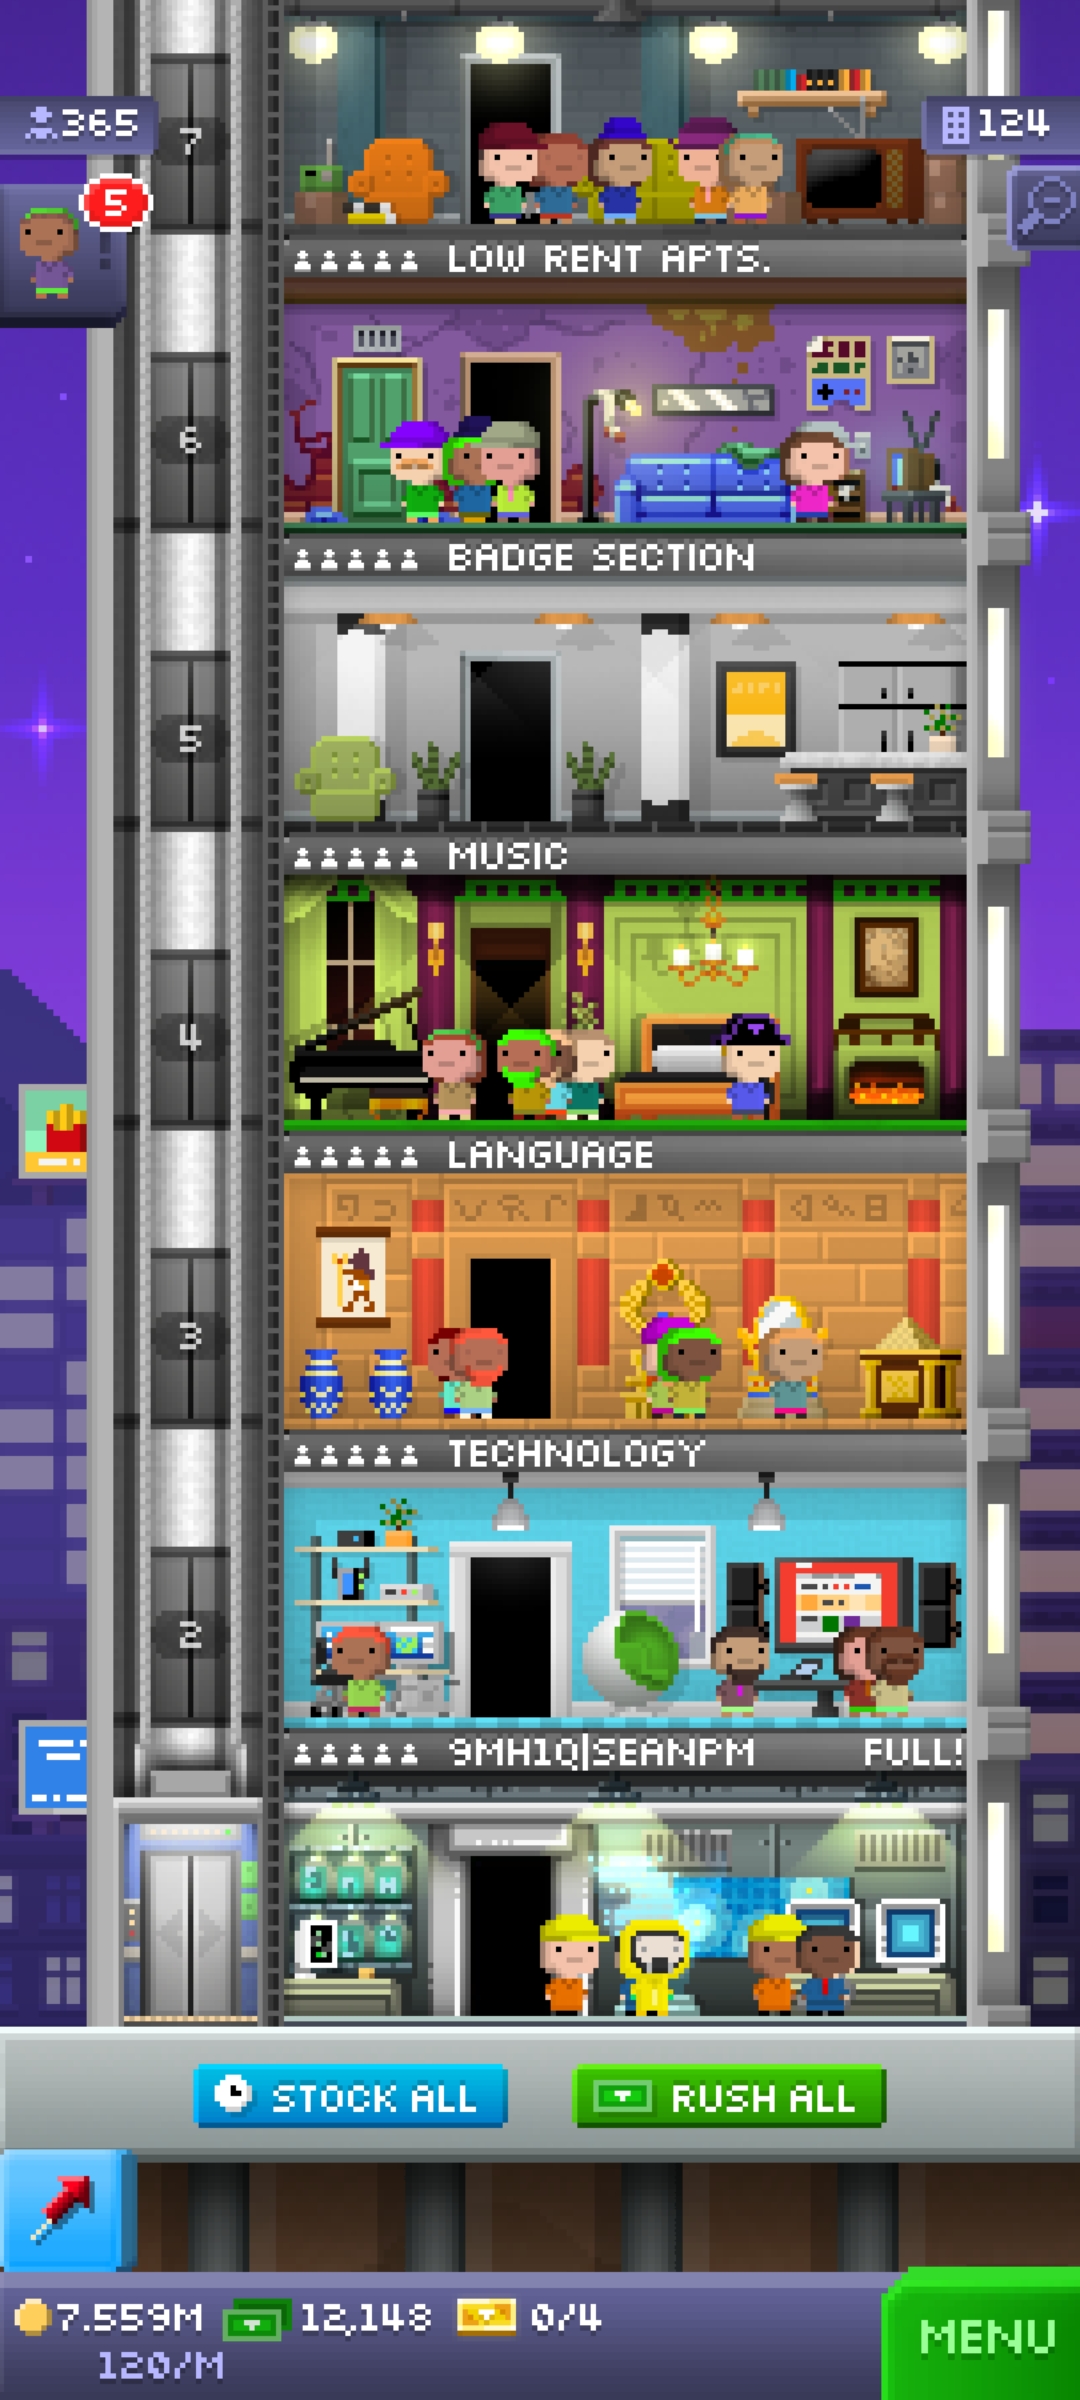 365
124
7
5
LOW RENT APTS.
6
BADGE SECTION
5
MUSIC
4
LANGUAGE
3
TECHNOLOGY
2
9MH1Q|SEANPM FULL!
STOCK ALL
RUSH ALL
7.559M 12,148 0/4
120/M
MENU